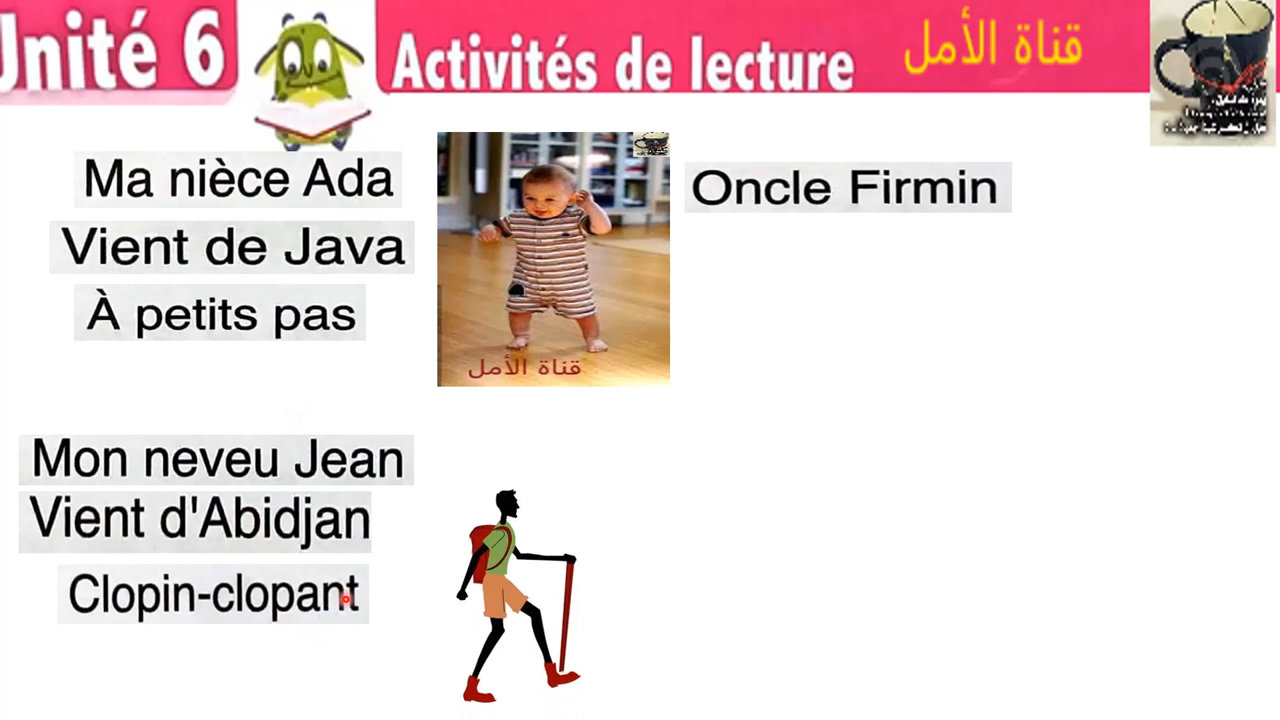 Unité 6
Activités de lecture
قناة الأمل
Ma nièce Ada
Vient de Java
À petits pas
قناة الأمل
Oncle Firmin
Mon neveu Jean
Vient d'Abidjan
Clopin-clopant